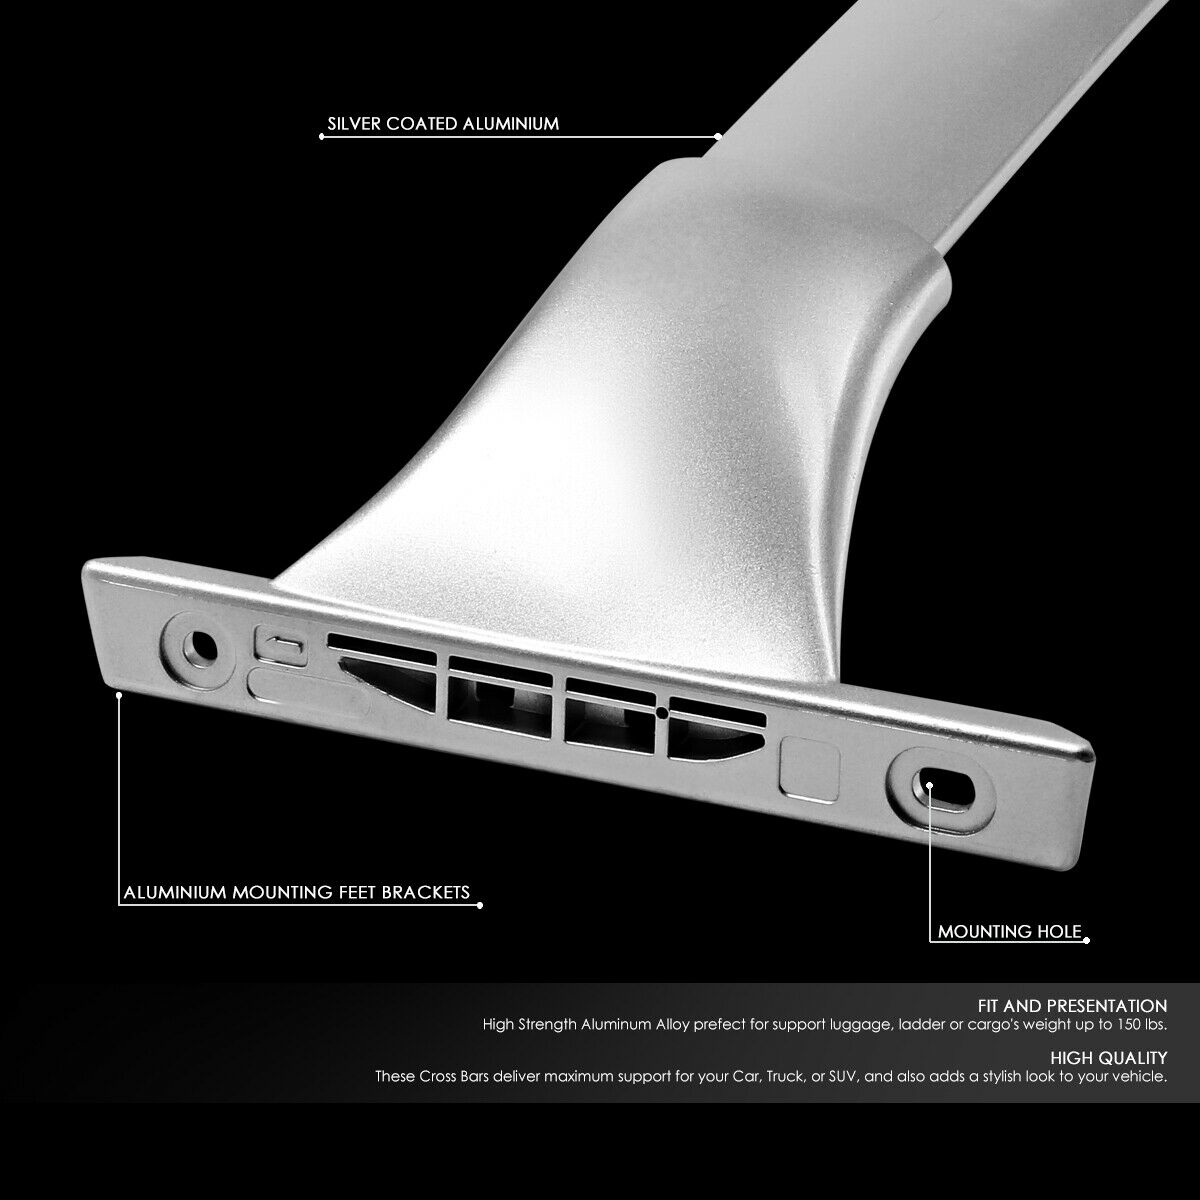 SILVER COATED ALUMINIUM
ALUMINIUM MOUNTING FEET BRACKETS
MOUNTING HOLE
FIT AND PRESENTATION
High Strength Aluminum Alloy prefect for support luggage, ladder or cargo's weight up to 150 lbs.
HIGH QUALITY
These Cross Bars deliver maximum support for your Car, Truck, or SUV, and also adds a stylish look to your vehicle.